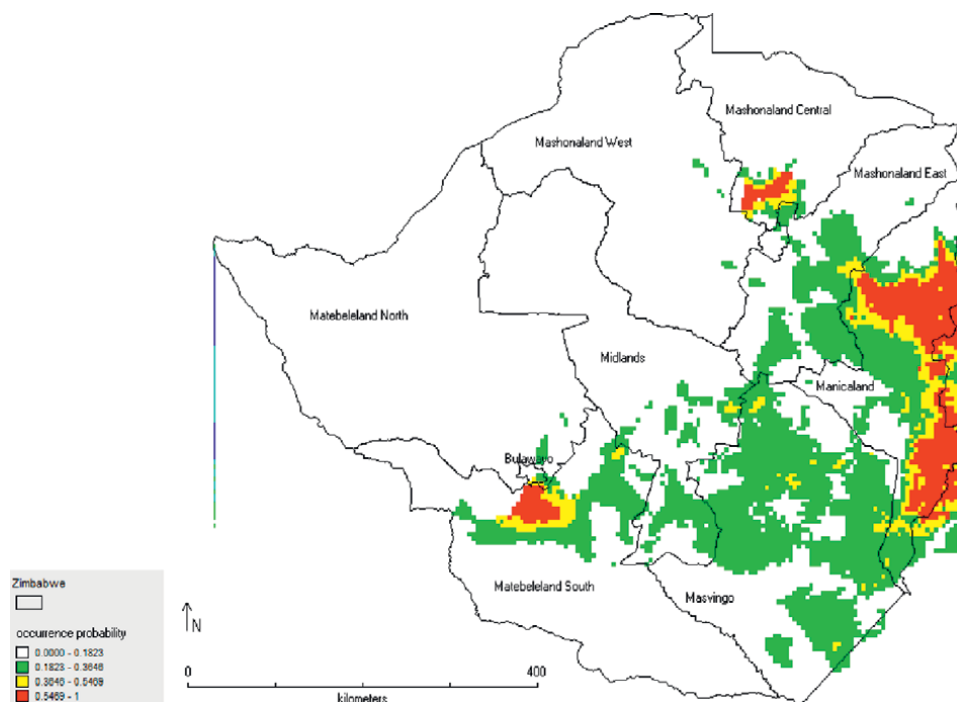 Mashonaland Central
Mashonaland West
Mashonaland East
Matebeleland North
Midlands
Manicaland
Bulawayo
Matebeleland South
Masvingo
Zimbabwe
occurrence probability
0.0000 - 0.1823
0.1823 - 0.3646
0.3646 - 0.5469
0.5469 - 1
N
0
400
kilometers